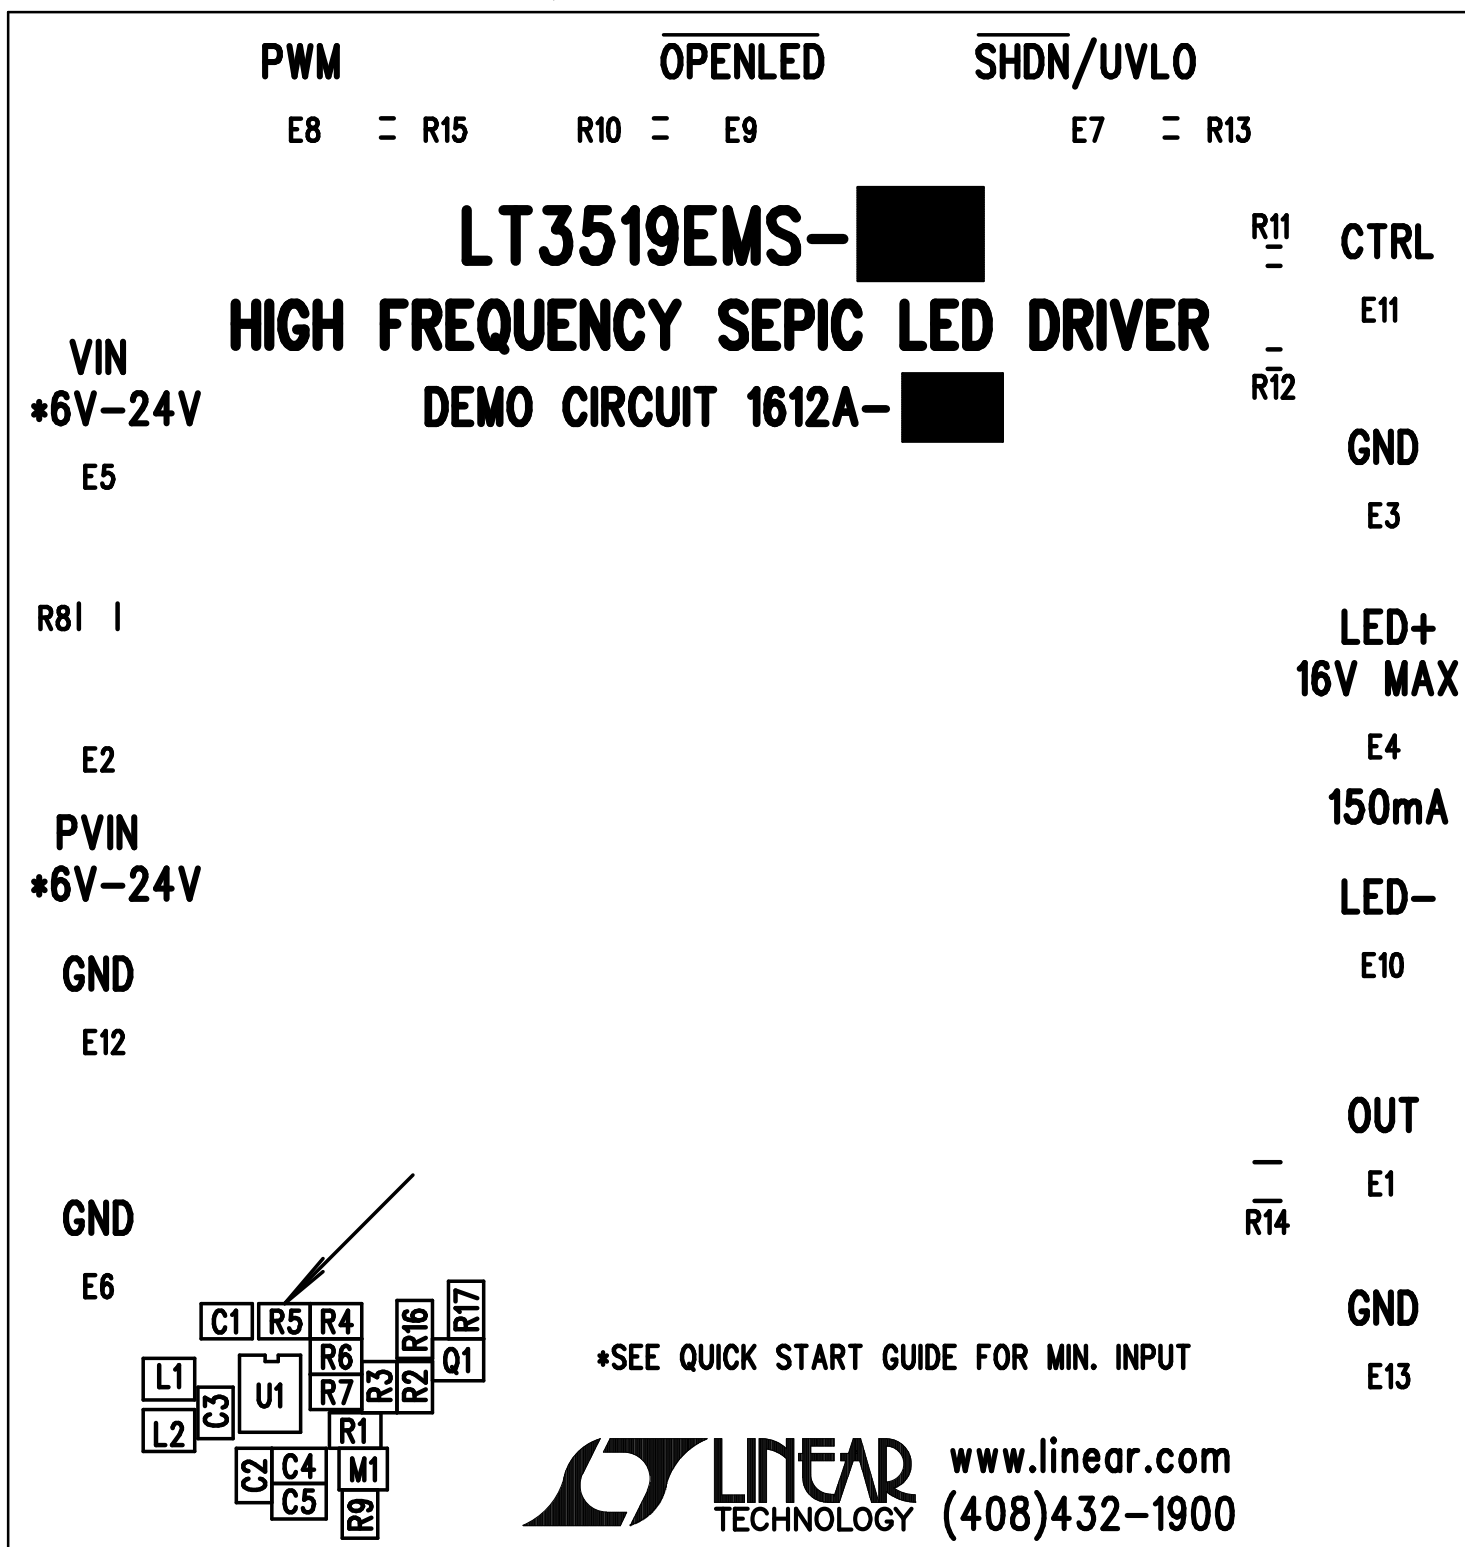 PWM
OPENLED
SHDN/UVLO
E8
R15
R10
E9
E7
R13
LT3519EMS-
R11
CTRL
E11
HIGH FREQUENCY SEPIC LED DRIVER
VIN
*6V-24V
DEMO CIRCUIT 1612A-
R12
GND
E5
E3
R8
LED+
16V MAX
E2
E4
150mA
PVIN
*6V-24V
LED-
GND
E10
E12
OUT
E1
GND
R14
E6
GND
C1
R5
R4
R16
R17
R6
Q1
*SEE QUICK START GUIDE FOR MIN. INPUT
L1
U1
R7
R3
R2
E13
C3
L2
R1
C2
C4
M1
C5
R9
LINEAR
TECHNOLOGY
www.linear.com
(408)432-1900